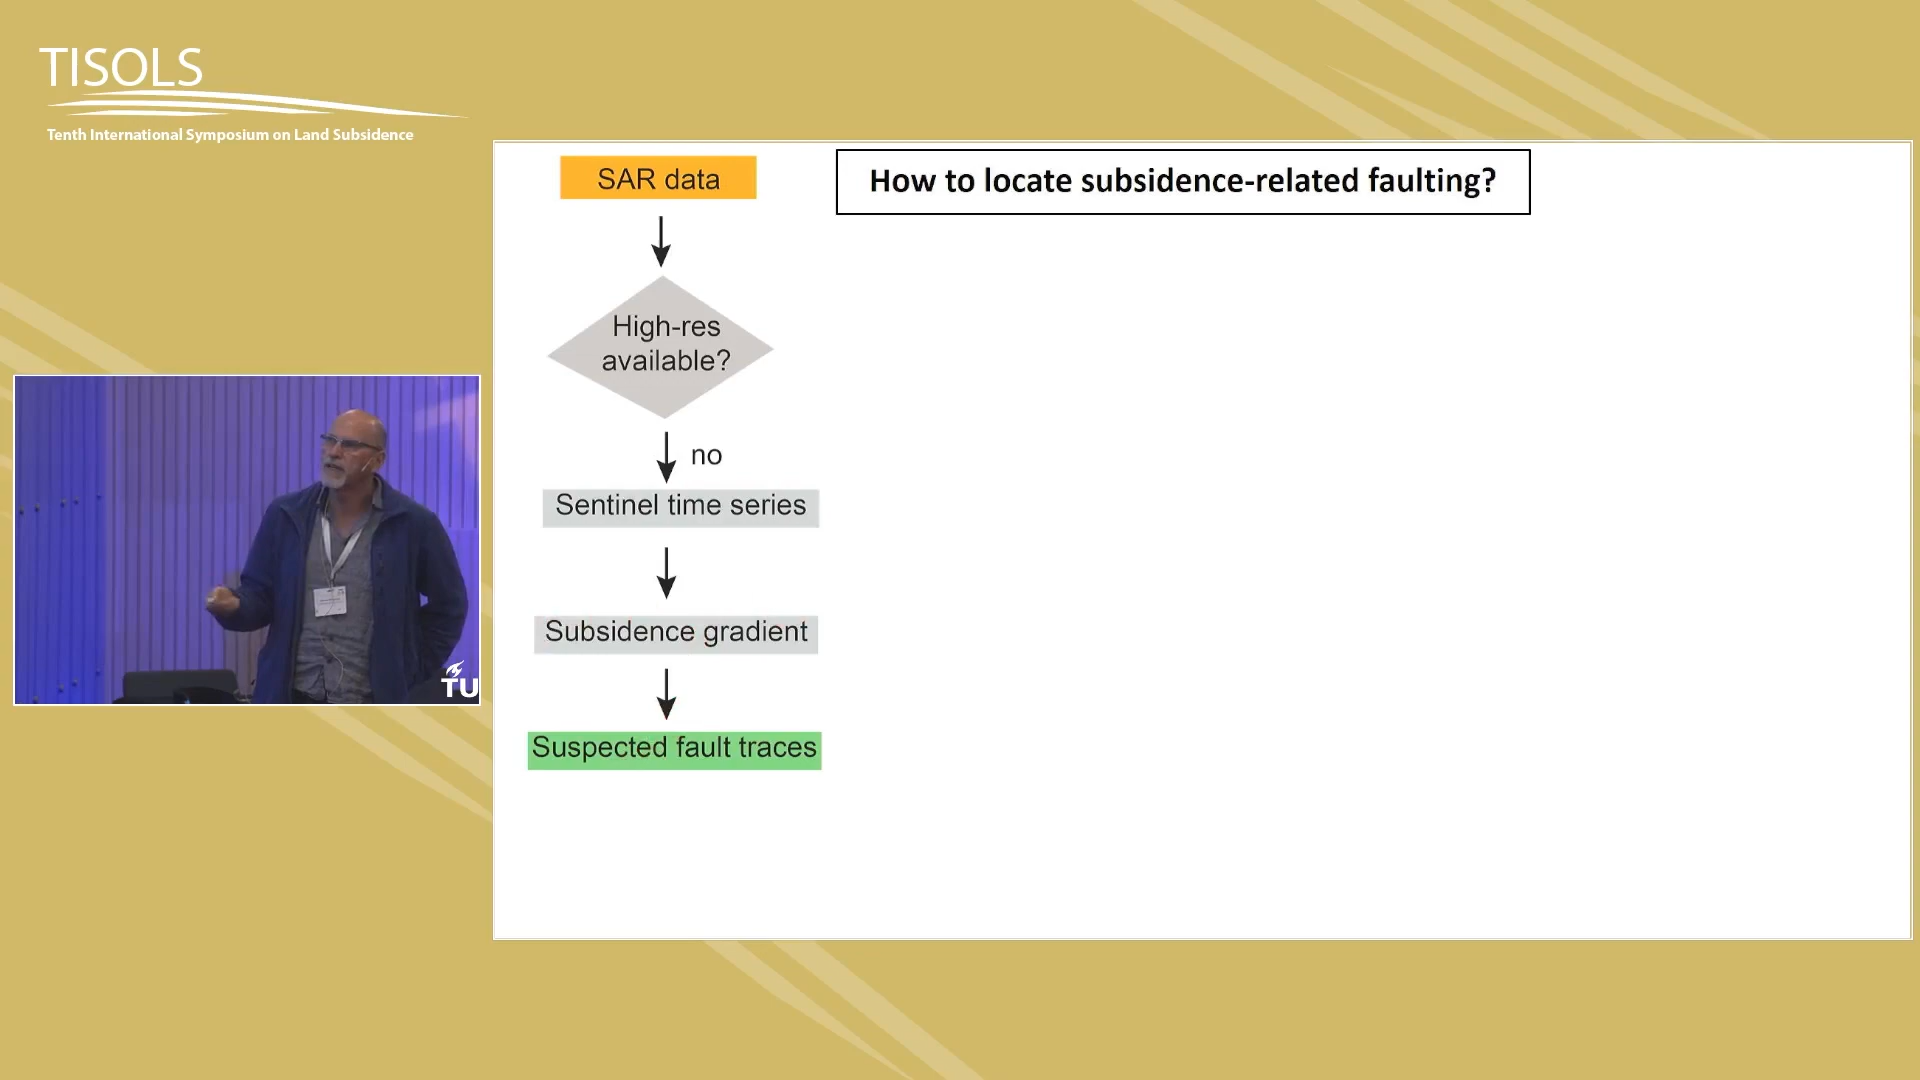 TISOLS
Tenth International Symposium on Land Subsidence
SAR data
How to locate subsidence-related faulting?
High-res
available?
no
Sentinel time series
Subsidence gradient
Suspected fault traces
TU